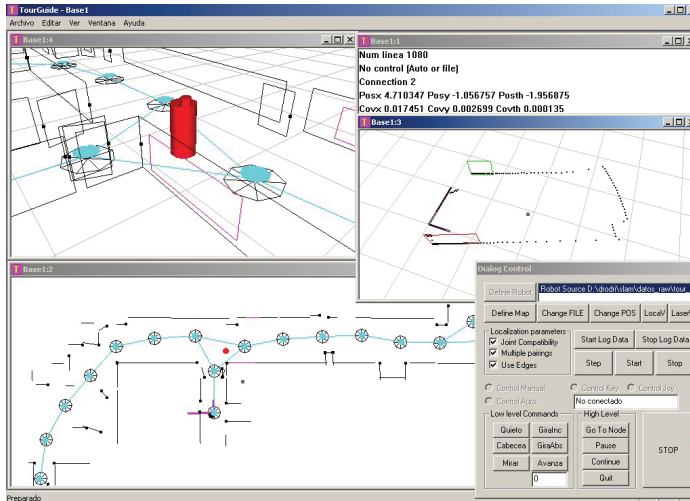 TourGuide - Base1
Archivo Editar Ver Ventana Ayuda
Base1:4
Base1:1
Num linea 1080
No control (Auto or file)
Connection 2
Posx 4.710347 Posy -1.056757 Posth -1.956875
Covx 0.017451 Covy 0.002699 Covth 0.000135
Base1:3
Base1:2
Dialog Control
Define Robot
Robot Source D:\drodri\slam\datos_raw\tour_
Define Map Change FILE Change POS LocaV Laser
Localization parameters
Joint Compatibility
Multiple pairings
Use Edges
Start Log Data Stop Log Data
Step Start Stop
Control Manual Control Key Control Joy
Control Auto No conectado
Low level Commands
Quieto GiraInc
Cabecea GiraAbs
Mirar Avanza
0
High Level
Go To Node
Pause
Continue
Quit
STOP
Preparado